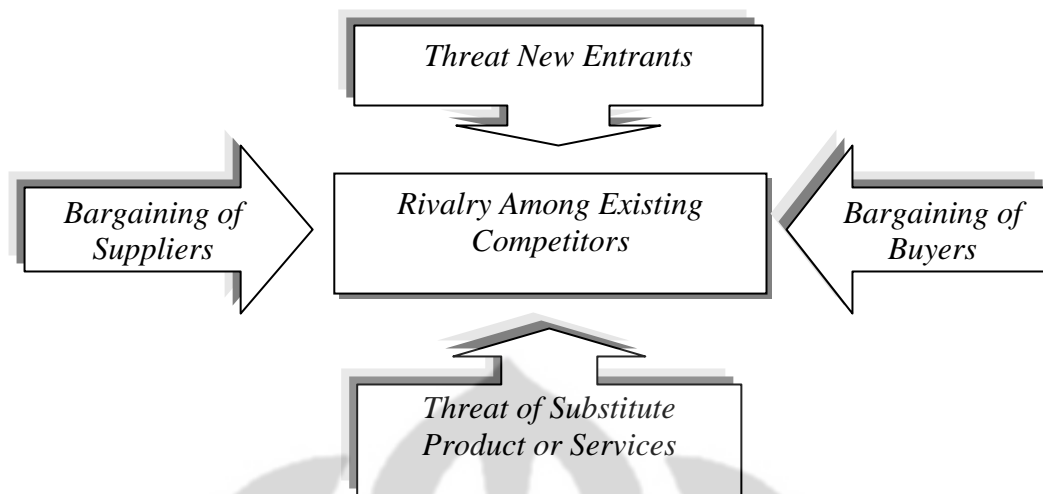 Threat New Entrants
Bargaining of
Suppliers
Rivalry Among Existing
Competitors
Bargaining of
Buyers
Threat of Substitute
Product or Services